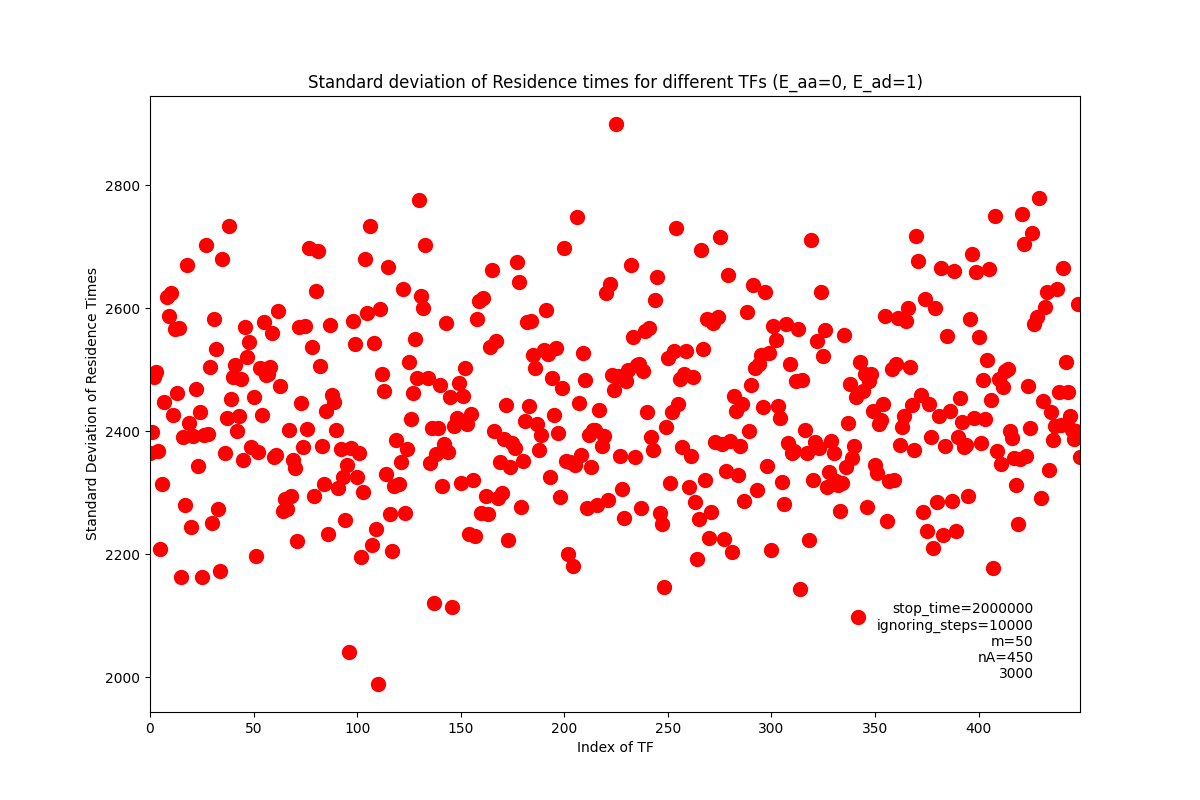 Standard deviation of Residence times for different TFs (E_aa=0, E_ad=1)
Standard Deviation of Residence Times
2800
2600
2400
2200
2000
stop_time=2000000
ignoring_steps=10000
m=50
nA=450
3000
0 50 100 150 200 250 300 350 400
Index of TF